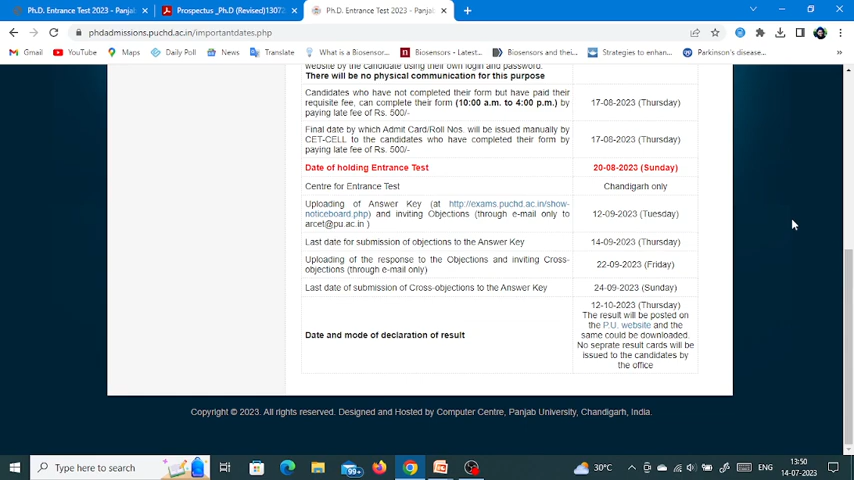 Ph.D. Entrance Test 2023 - Panjab
Prospectus _Ph.D (Revised)13072
Ph.D. Entrance Test 2023 - Panjab
phdadmissions.puchd.ac.in/importantdates.php
Gmail
YouTube
Maps
Daily Poll
News
Translate
What is a Biosensor...
Biosensors - Latest...
Biosensors and the...
Strategies to enhan...
Parkinson's disease...
website by the candidate using their own login and password.
There will be no physical communication for this purpose
Candidates who have not completed their form but have paid their
requisite fee, can complete their form (10:00 a.m. to 4:00 p.m.) by
paying late fee of Rs. 500/-
17-08-2023 (Thursday)
Final date by which Admit Card/Roll Nos. will be issued manually by
CET-CELL to the candidates who have completed their form by
paying late fee of Rs. 500/-
17-08-2023 (Thursday)
Date of holding Entrance Test
20-08-2023 (Sunday)
Centre for Entrance Test
Chandigarh only
Uploading of Answer Key (at http://exams.puchd.ac.in/show-
noticeboard.php) and inviting Objections (through e-mail only to
arcet@pu.ac.in )
12-09-2023 (Tuesday)
Last date for submission of objections to the Answer Key
14-09-2023 (Thursday)
Uploading of the response to the Objections and inviting Cross-
objections (through e-mail only)
22-09-2023 (Friday)
Last date of submission of Cross-objections to the Answer Key
24-09-2023 (Sunday)
Date and mode of declaration of result
12-10-2023 (Thursday)
The result will be posted on
the P.U. website and the
same could be downloaded.
No seprate result cards will be
issued to the candidates by
the office
Copyright © 2023. All rights reserved. Designed and Hosted by Computer Centre, Panjab University, Chandigarh, India.
Type here to search
99+
30°C
ENG
13:50
14-07-2023